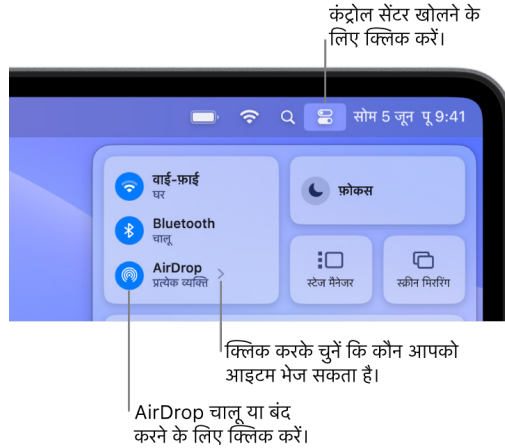 कंट्रोल सेंटर खोलने के
लिए क्लिक करें।
सोम 5 जून पू 9:41
वाई-फ़ाई
घर
फ़ोकस
Bluetooth
चालू
AirDrop
प्रत्येक व्यक्ति
स्टेज मैनेजर
स्क्रीन मिररिंग
क्लिक करके चुनें कि कौन आपको
आइटम भेज सकता है।
AirDrop चालू या बंद
करने के लिए क्लिक करें।